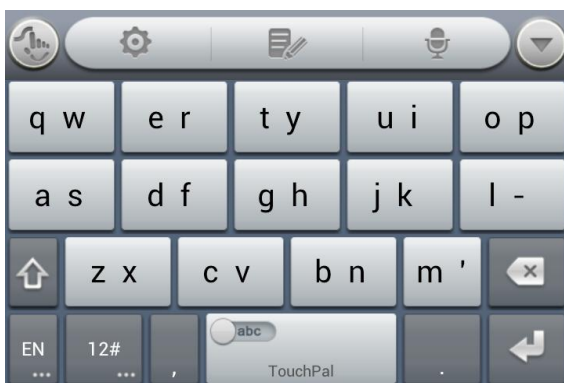 q w e r t y u i o p
a s d f g h j k l -
z x c v b n m '
abc
EN ... 12# ... , TouchPal .